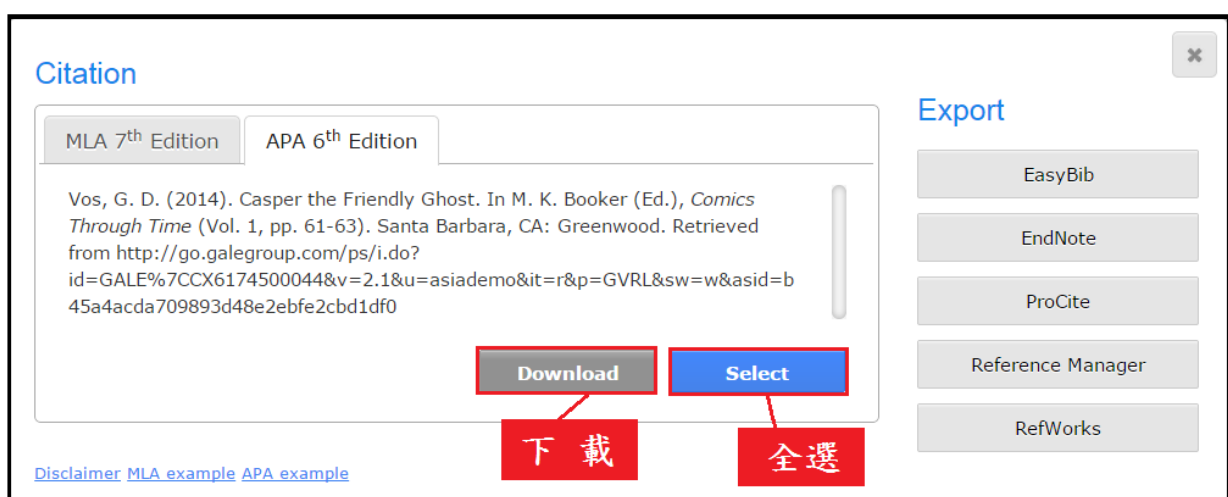 Citation
MLA 7th Edition
APA 6th Edition
Vos, G. D. (2014). Casper the Friendly Ghost. In M. K. Booker (Ed.), Comics
Through Time (Vol. 1, pp. 61-63). Santa Barbara, CA: Greenwood. Retrieved
from http://go.galegroup.com/ps/i.do?
id=GALE%7CCX6174500044&v=2.1&u=asiademo&it=r&p=GVRL&sw=w&asid=b
45a4acda709893d48e2ebfe2cbd1df0
Download
Select
下 載
全選
Disclaimer MLA example APA example
Export
EasyBib
EndNote
ProCite
Reference Manager
RefWorks